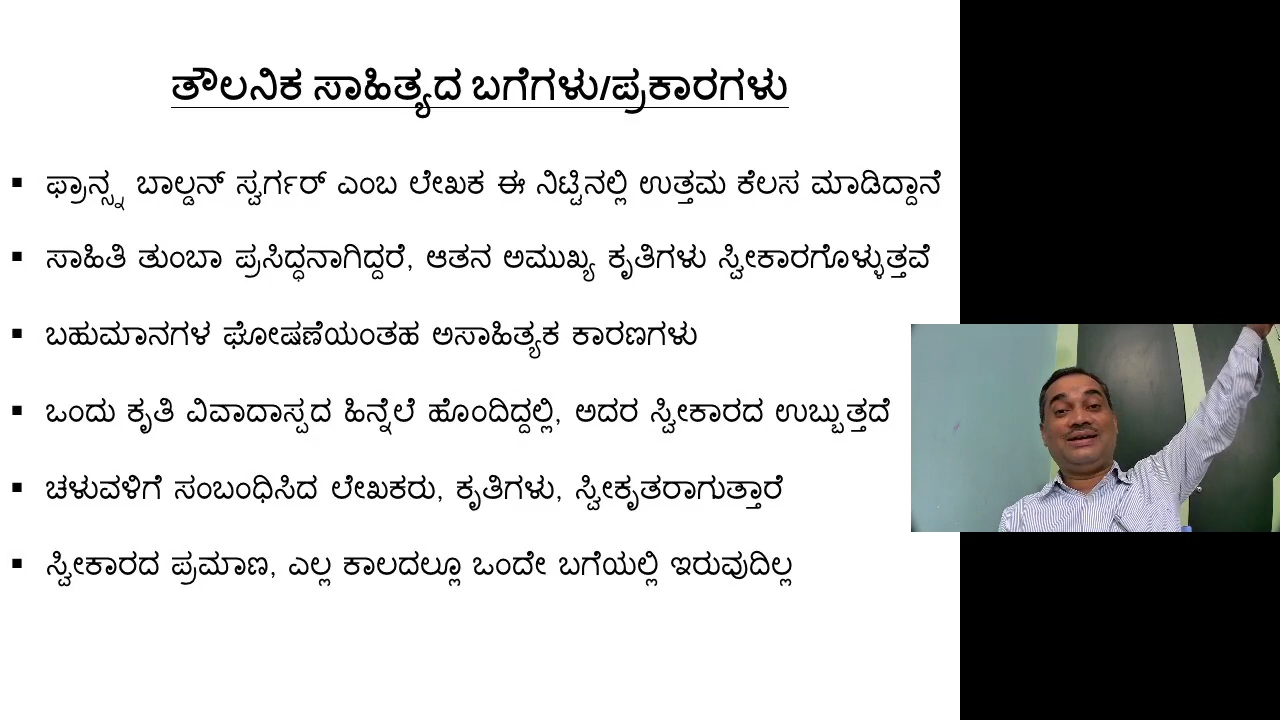 ತೌಲನಿಕ ಸಾಹಿತ್ಯದ ಬಗೆಗಳು/ಪ್ರಕಾರಗಳು
▪ ಫ್ರಾನ್ಸ್ನ ಬಾಲ್ಡನ್ ಸ್ವರ್ಗರ್ ಎಂಬ ಲೇಖಕ ಈ ನಿಟ್ಟಿನಲ್ಲಿ ಉತ್ತಮ ಕೆಲಸ ಮಾಡಿದ್ದಾನೆ
▪ ಸಾಹಿತಿ ತುಂಬಾ ಪ್ರಸಿದ್ಧನಾಗಿದ್ದರೆ, ಆತನ ಅಮುಖ್ಯ ಕೃತಿಗಳು ಸ್ವೀಕಾರಗೊಳ್ಳುತ್ತವೆ
▪ ಬಹುಮಾನಗಳ ಘೋಷಣೆಯಂತಹ ಅಸಾಹಿತ್ಯಕ ಕಾರಣಗಳು
▪ ಒಂದು ಕೃತಿ ವಿವಾದಾಸ್ಪದ ಹಿನ್ನೆಲೆ ಹೊಂದಿದ್ದಲ್ಲಿ, ಅದರ ಸ್ವೀಕಾರದ ಉಬ್ಬುತ್ತದೆ
▪ ಚಳುವಳಿಗೆ ಸಂಬಂಧಿಸಿದ ಲೇಖಕರು, ಕೃತಿಗಳು, ಸ್ವೀಕೃತರಾಗುತ್ತಾರೆ
▪ ಸ್ವೀಕಾರದ ಪ್ರಮಾಣ, ಎಲ್ಲ ಕಾಲದಲ್ಲೂ ಒಂದೇ ಬಗೆಯಲ್ಲಿ ಇರುವುದಿಲ್ಲ